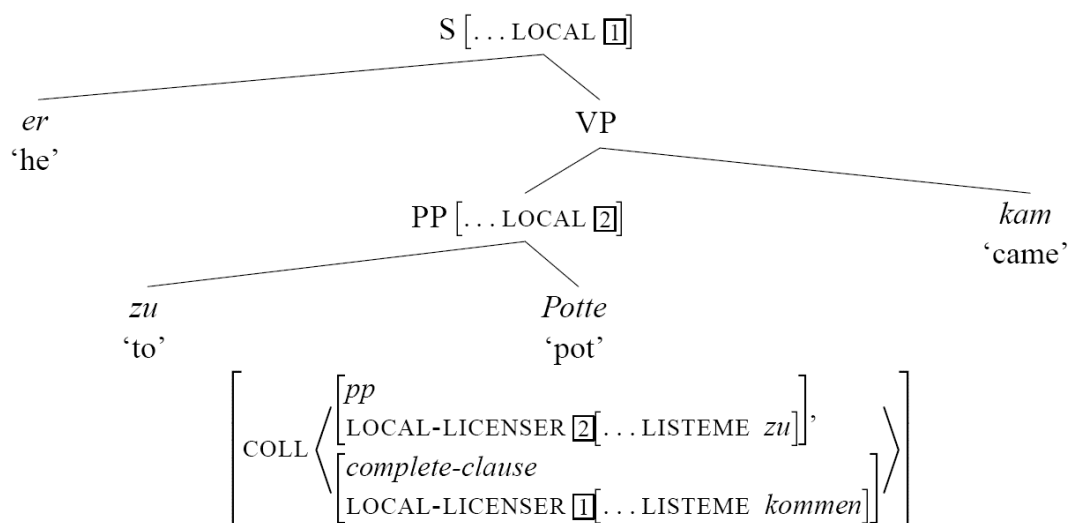 S [... LOCAL 1]
er
‘he’
VP
PP [... LOCAL 2]
kam
‘came’
zu
‘to’
Potte
‘pot’
COLL ⟨[pp
LOCAL-LICENSER 2[... LISTEME zu]],
[complete-clause
LOCAL-LICENSER 1[... LISTEME kommen]]⟩